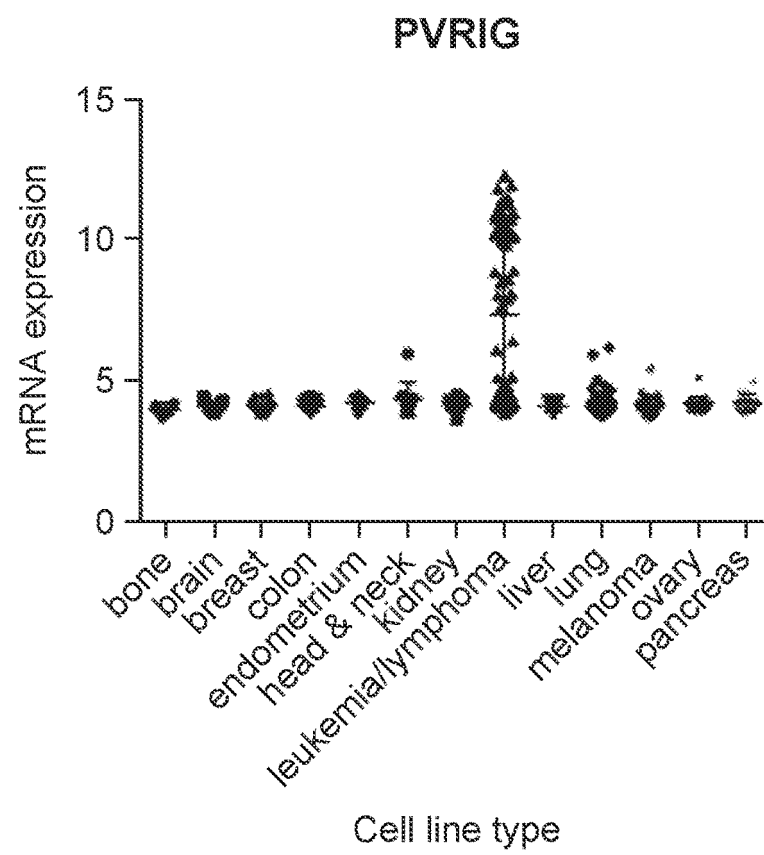 PVRIG
mRNA expression
15
10
5
0
bone
brain
breast
colon
endometrium
head & neck
kidney
leukemia/lymphoma
liver
lung
melanoma
ovary
pancreas
Cell line type